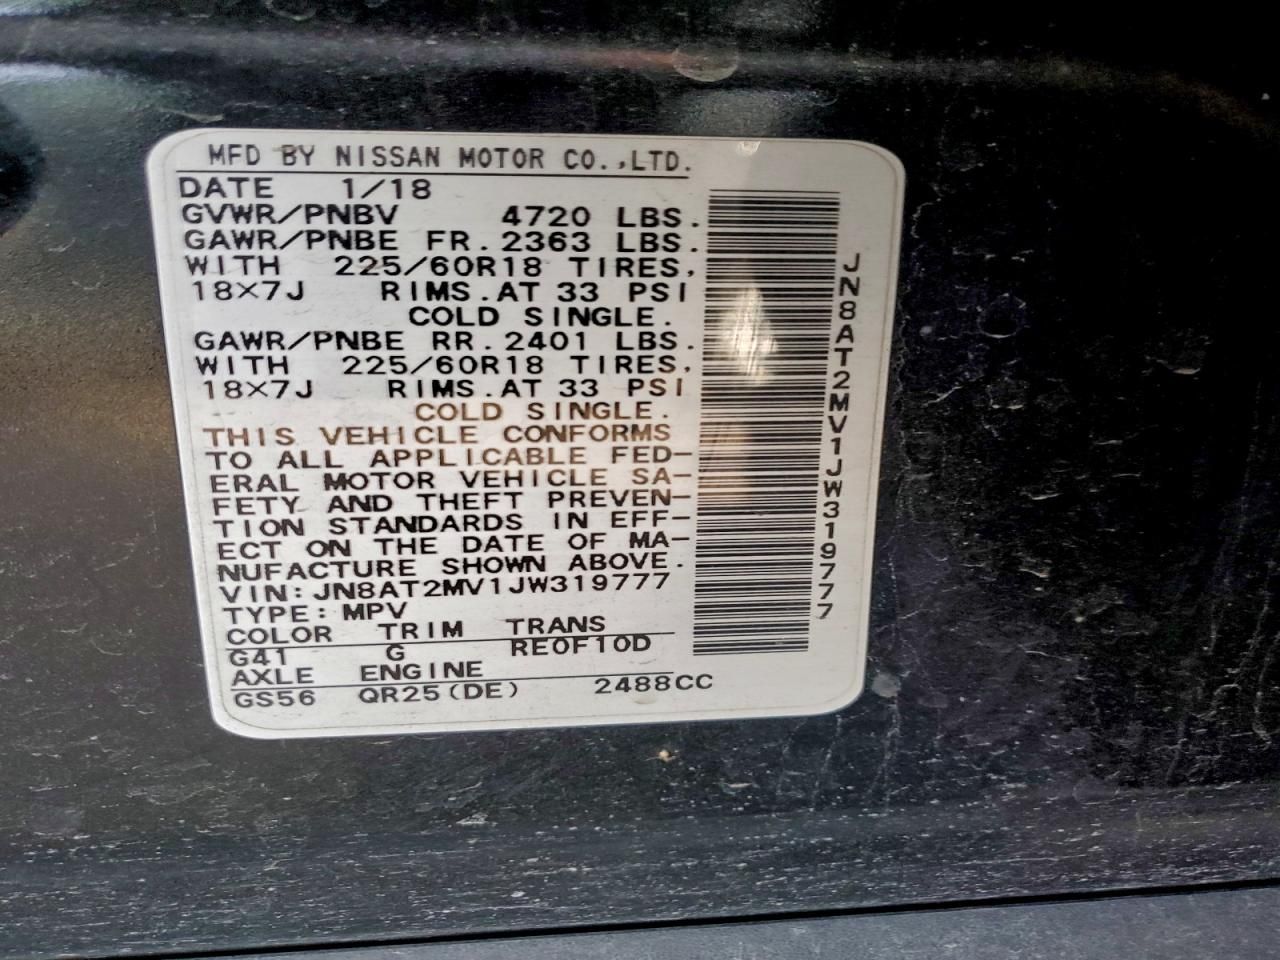 MFD BY NISSAN MOTOR CO.,LTD.
DATE 1/18
GVWR/PNBV 4720 LBS.
GAWR/PNBE FR. 2363 LBS.
WITH 225/60R18 TIRES,
18X7J RIMS.AT 33 PSI
COLD SINGLE.
GAWR/PNBE RR. 2401 LBS.
WITH 225/60R18 TIRES,
18X7J RIMS.AT 33 PSI
COLD SINGLE.
THIS VEHICLE CONFORMS
TO ALL APPLICABLE FED-
ERAL MOTOR VEHICLE SA-
FETY AND THEFT PREVEN-
TION STANDARDS IN EFF-
ECT ON THE DATE OF MA-
NUFACTURE SHOWN ABOVE.
VIN: JN8AT2MV1JW319777
TYPE: MPV
COLOR TRIM TRANS
G41 G RE0F10D
AXLE ENGINE
GS56 QR25(DE) 2488CC
JN8AT2MV1JW319777